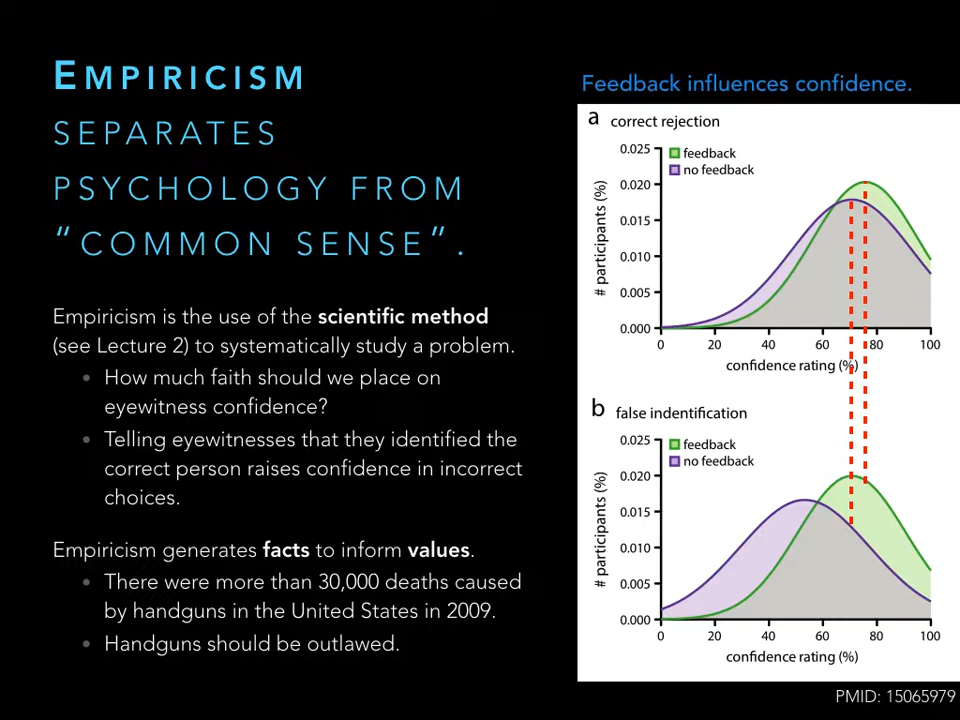 EMPIRICISM
SEPARATES
PSYCHOLOGY FROM
“COMMON SENSE”.
Empiricism is the use of the scientific method
(see Lecture 2) to systematically study a problem.
• How much faith should we place on
eyewitness confidence?
• Telling eyewitnesses that they identified the
correct person raises confidence in incorrect
choices.
Empiricism generates facts to inform values.
• There were more than 30,000 deaths caused
by handguns in the United States in 2009.
• Handguns should be outlawed.
Feedback influences confidence.
a correct rejection
feedback
no feedback
# participants (%)
0.025
0.020
0.015
0.010
0.005
0.000
0 20 40 60 80 100
confidence rating (%)
b false indentification
feedback
no feedback
# participants (%)
0.025
0.020
0.015
0.010
0.005
0.000
0 20 40 60 80 100
confidence rating (%)
PMID: 15065979